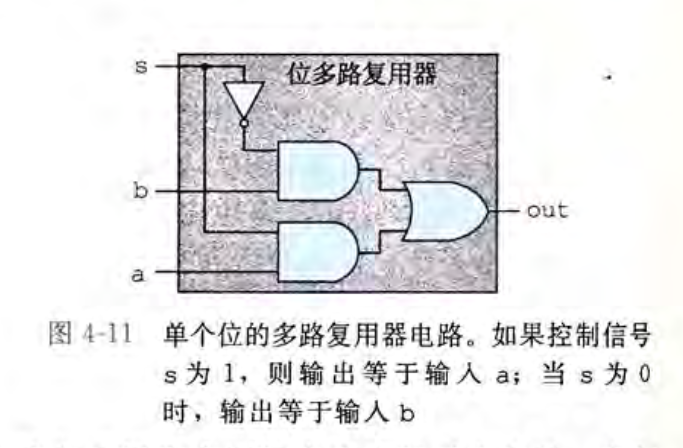 位多路复用器
s
b
a
out
图 4-11 单个位的多路复用器电路。如果控制信号
s 为 1，则输出等于输入 a；当 s 为 0
时，输出等于输入 b